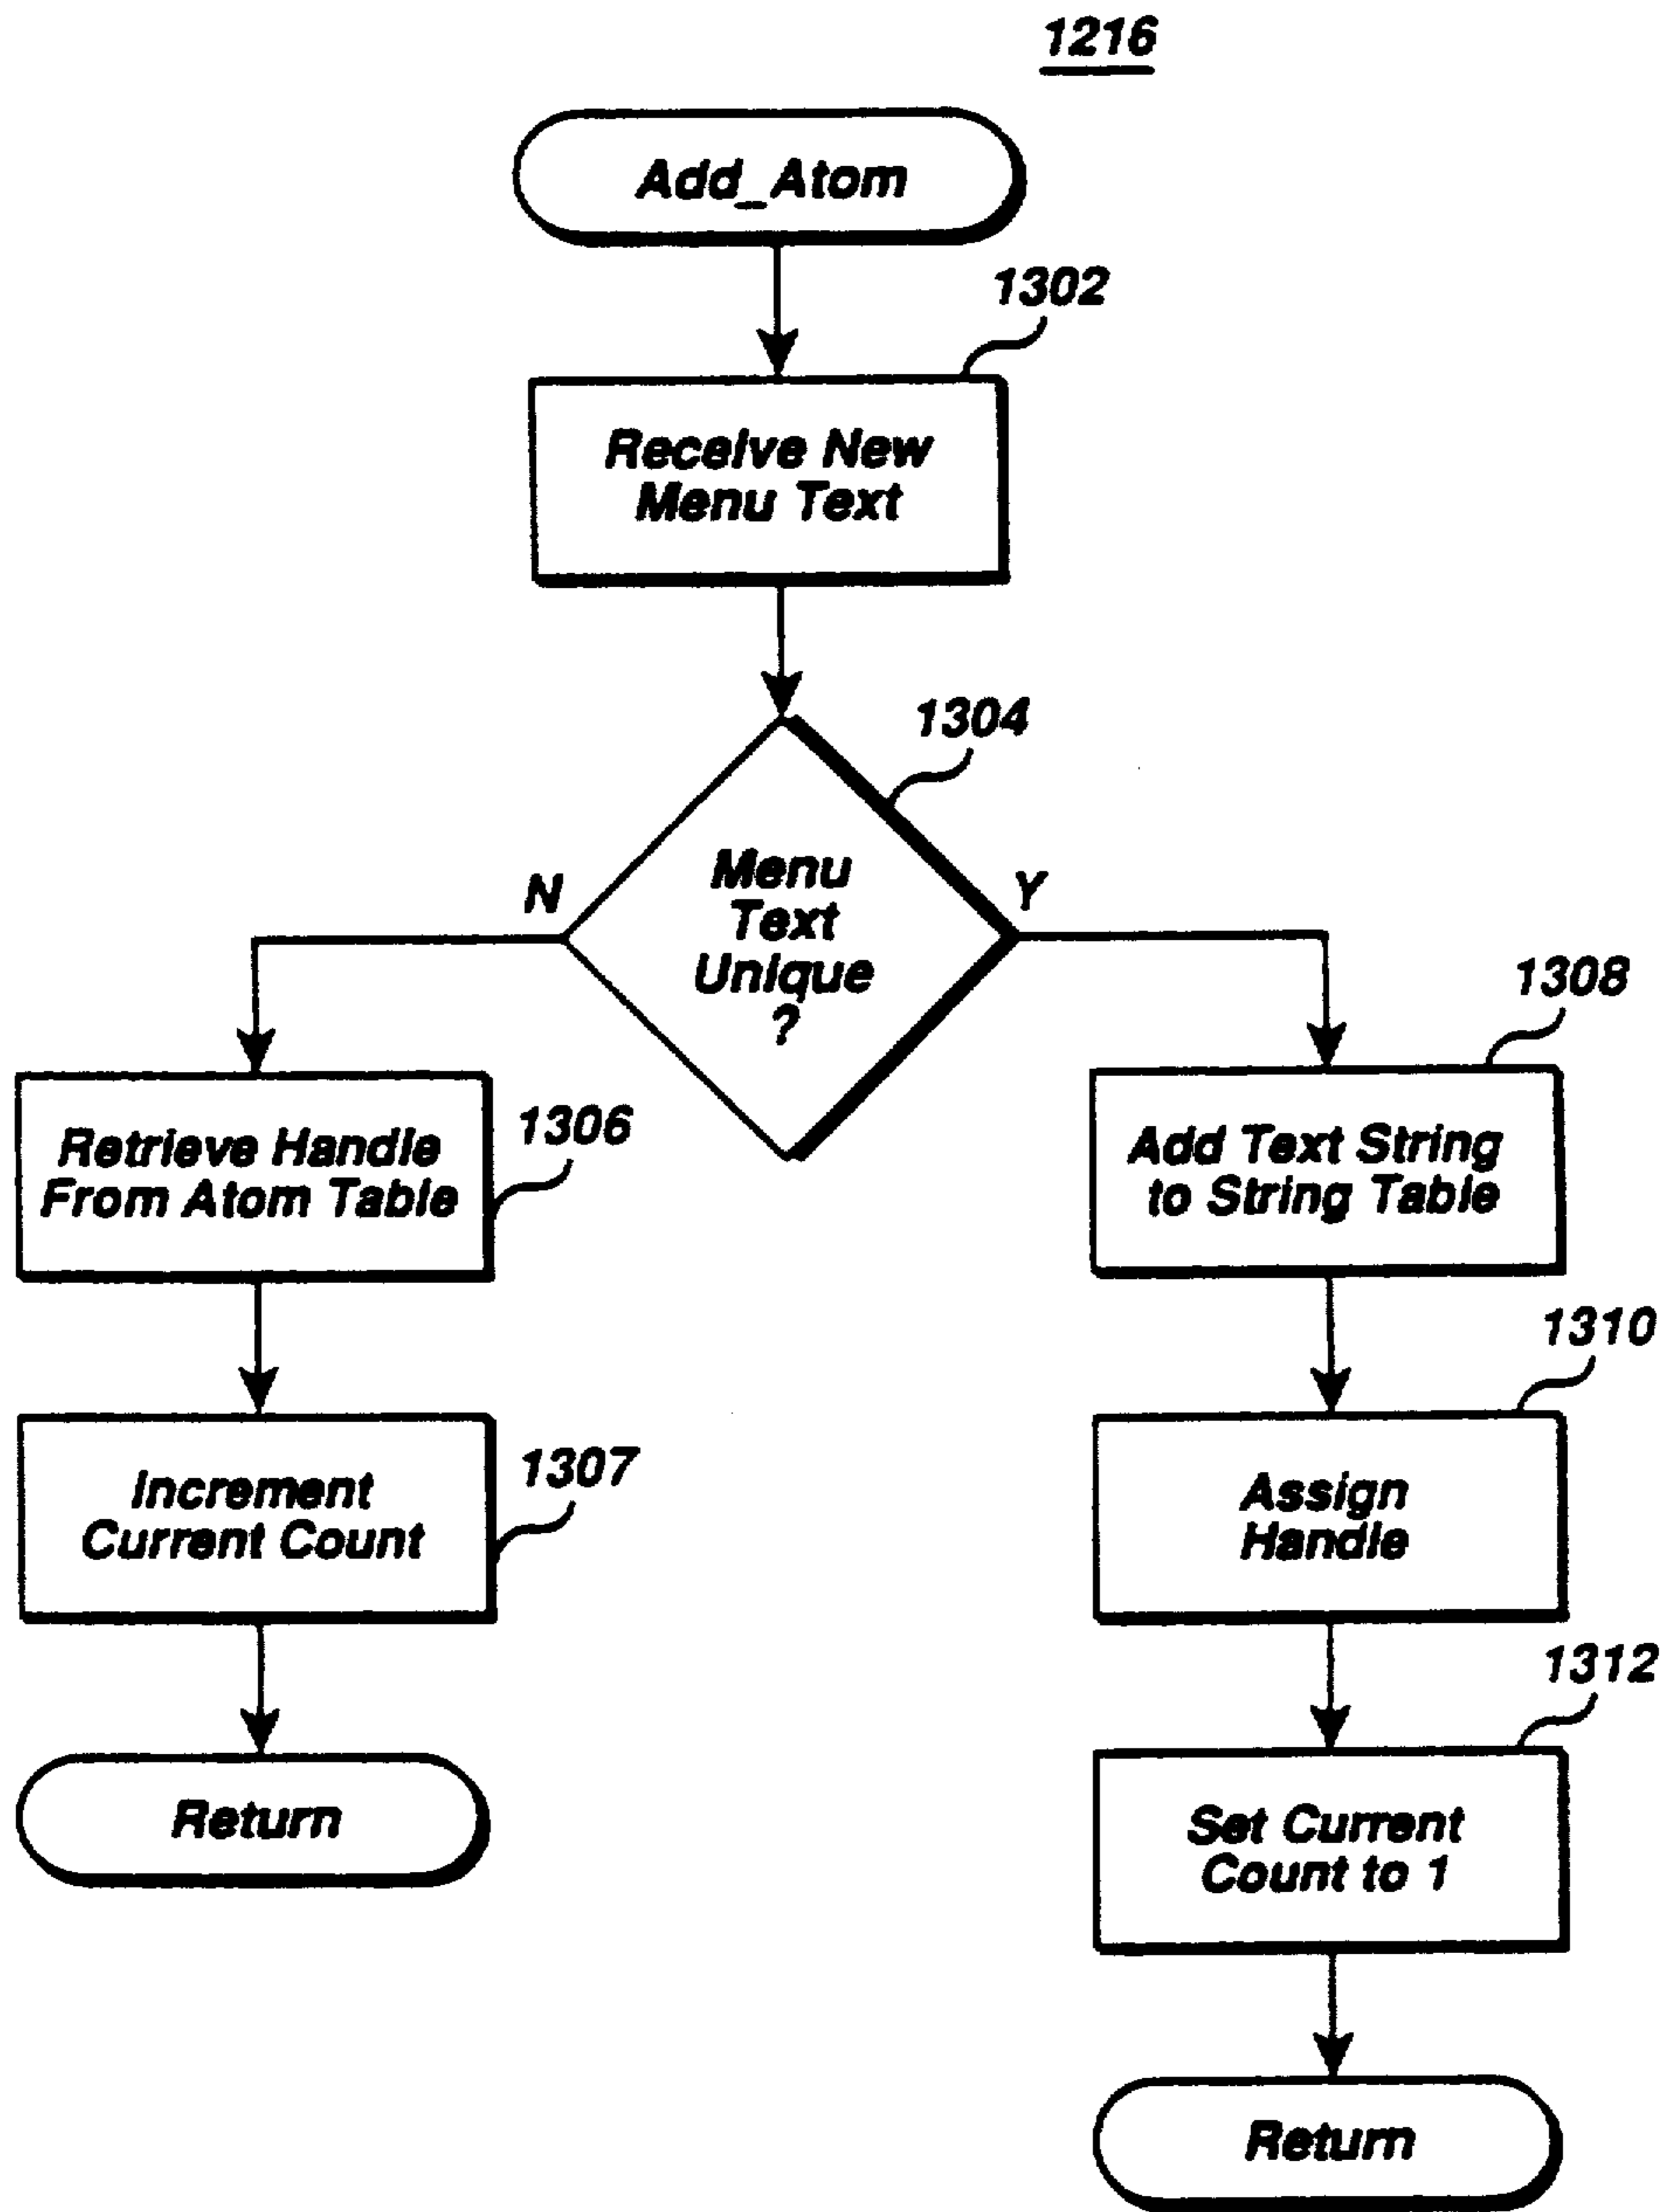 1216
Add_Atom
1302
Receive New
Menu Text
1304
Menu
Text
Unique
?
N
Y
1306
Retrieve Handle
From Atom Table
1307
Increment
Current Count
Return
1308
Add Text String
to String Table
1310
Assign
Handle
1312
Set Current
Count to 1
Return